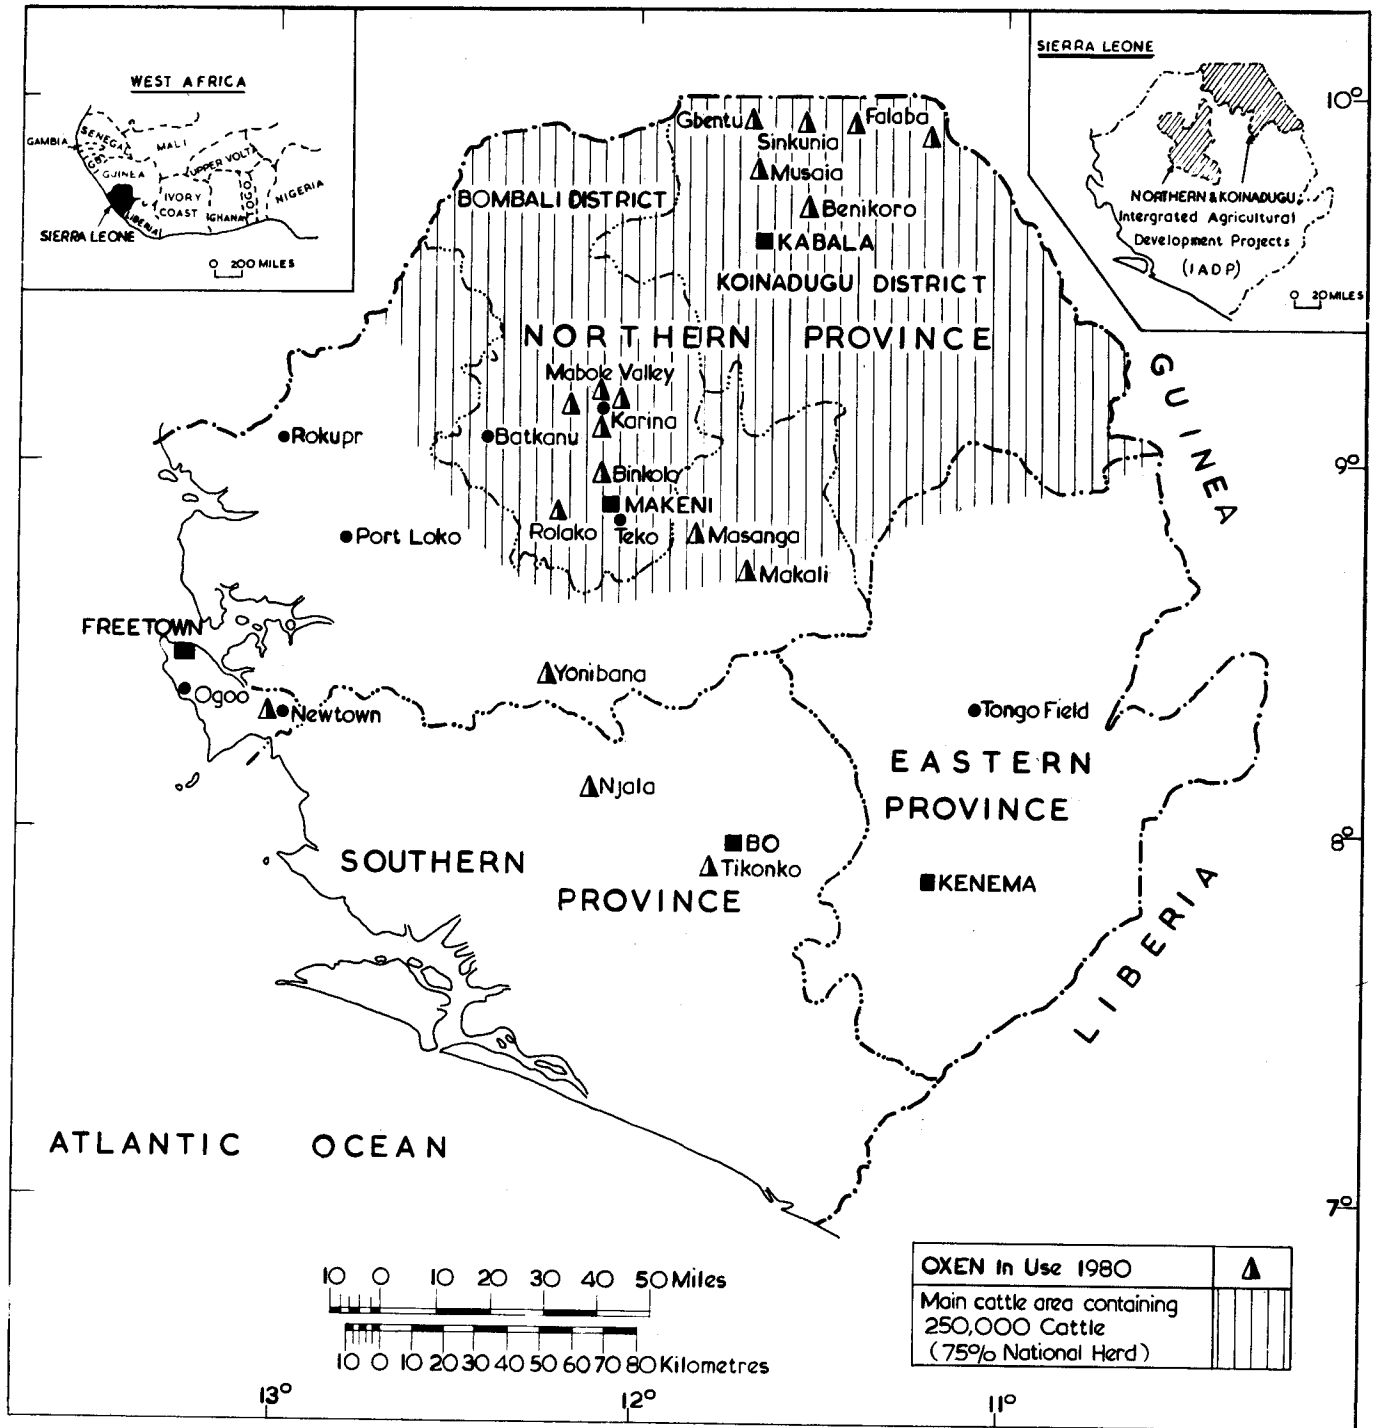 WEST AFRICA
SENEGAL
GAMBIA
MALI
GB
GUINEA
UPPER VOLTA
IVORY
COAST
GHANA
TOGO
NIGERIA
LIBERIA
SIERRA LEONE
0 200 MILES
SIERRA LEONE
NORTHERN & KOINADUGU
Intergrated Agricultural
Development Projects
(IADP)
0 20 MILES
10°
Gbentu
Falaba
Sinkunia
Musaia
BOMBALI DISTRICT
Benikoro
KABALA
KOINADUGU DISTRICT
NORTHERN PROVINCE
GUINEA
Mabole Valley
Karina
Rokupr
Batkanu
9°
Binkolo
MAKENI
Rolako
Teko
Masanga
Port Loko
Makali
FREETOWN
Yonibana
Ogoo
Newtown
Tongo Field
EASTERN
PROVINCE
Njala
8°
BO
Tikonko
SOUTHERN
PROVINCE
KENEMA
LIBERIA
ATLANTIC OCEAN
7°
OXEN In Use 1980
Main cattle area containing
250,000 Cattle
(75% National Herd)
10 0 10 20 30 40 50 Miles
10 0 10 20 30 40 50 60 70 80 Kilometres
13° 12° 11°